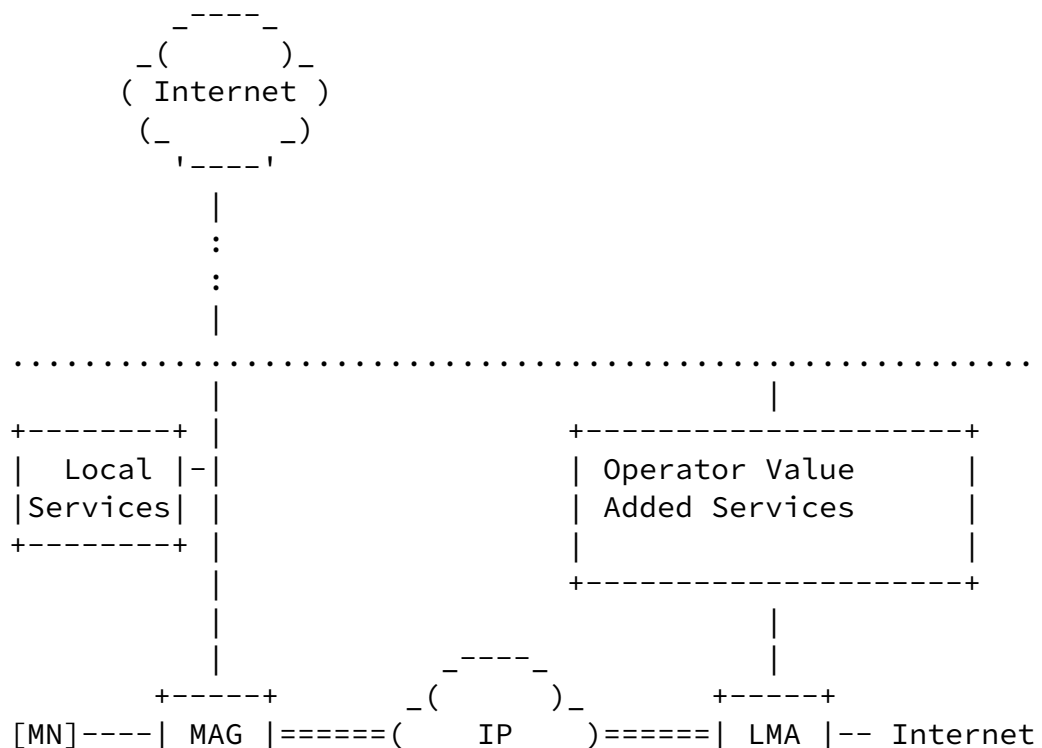 Internet
Local
Services
Operator Value
Added Services
[MN] MAG IP LMA Internet